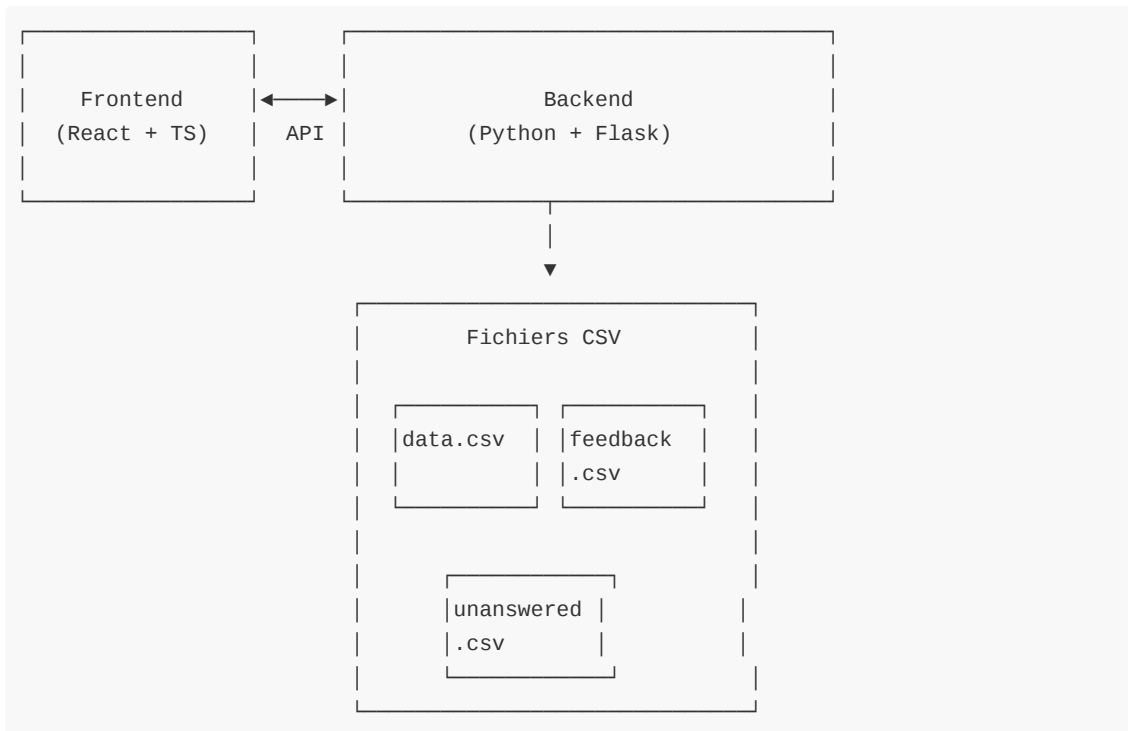 Frontend Backend
(React + TS) API (Python + Flask)
Fichiers CSV
data.csv feedback
.csv
unanswered
.csv